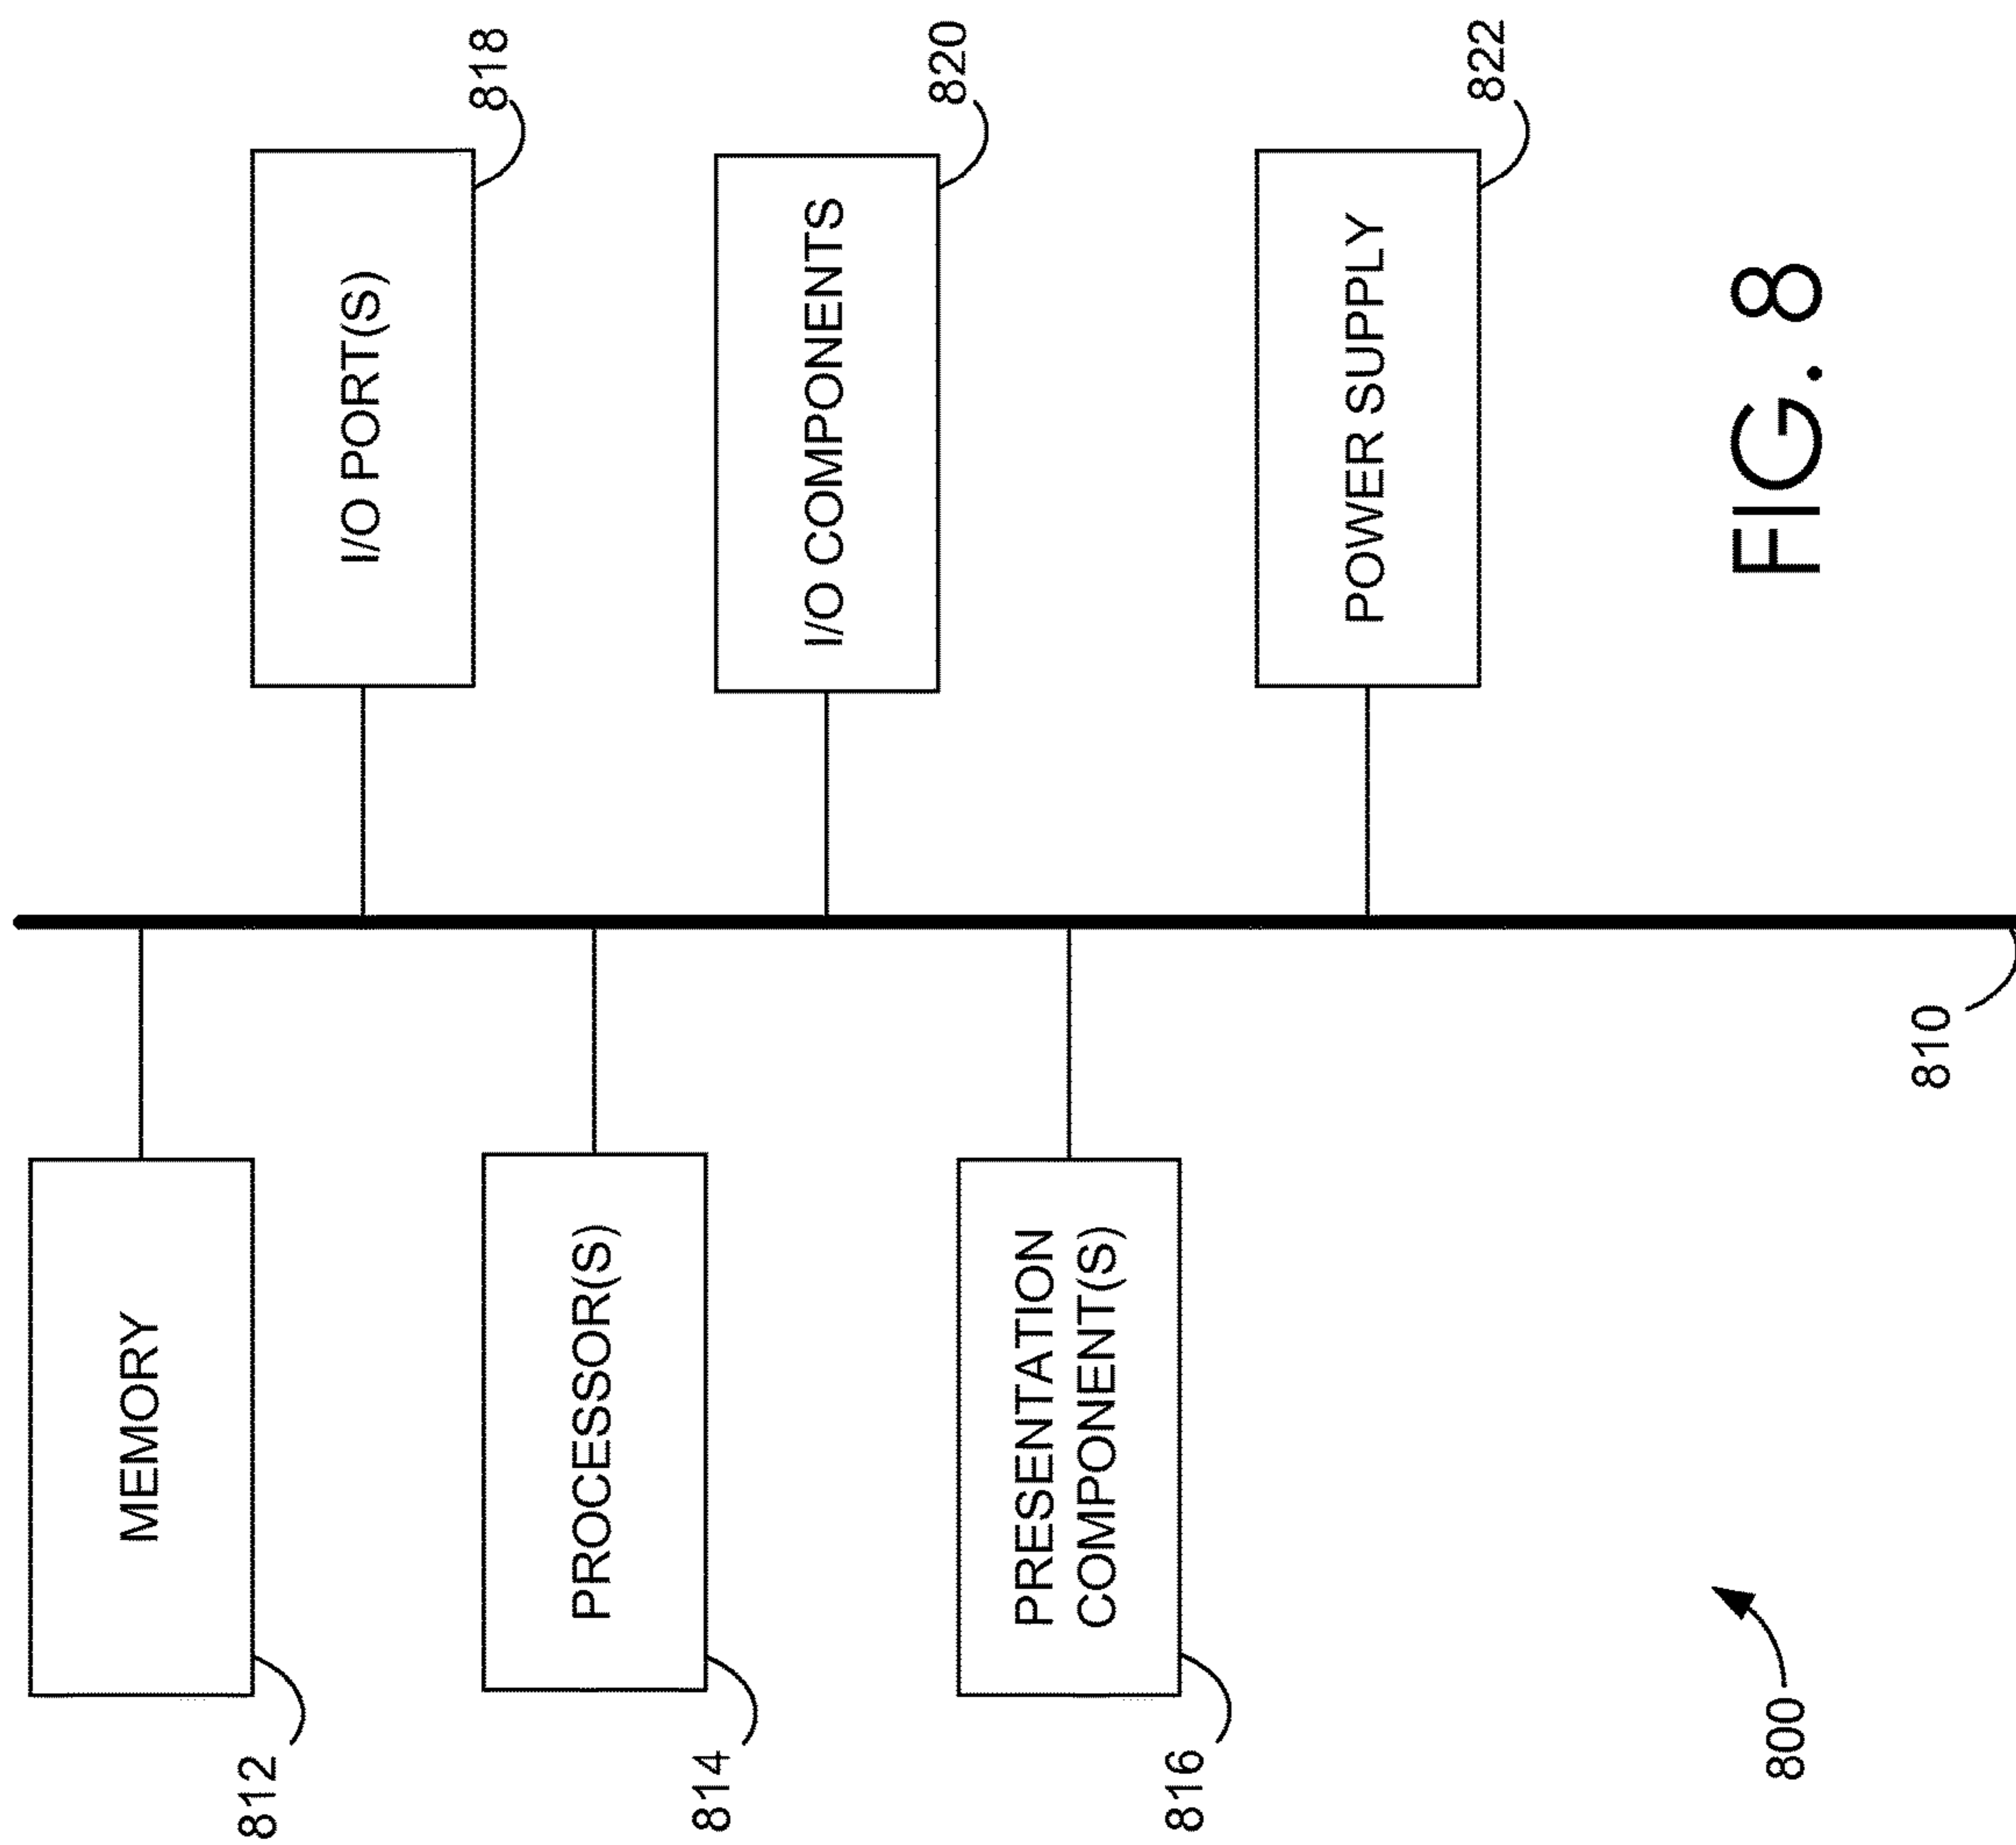 MEMORY
812
PROCESSOR(S)
814
PRESENTATION
COMPONENT(S)
816
I/O PORT(S)
818
I/O COMPONENTS
820
POWER SUPPLY
822
810
800
FIG. 8